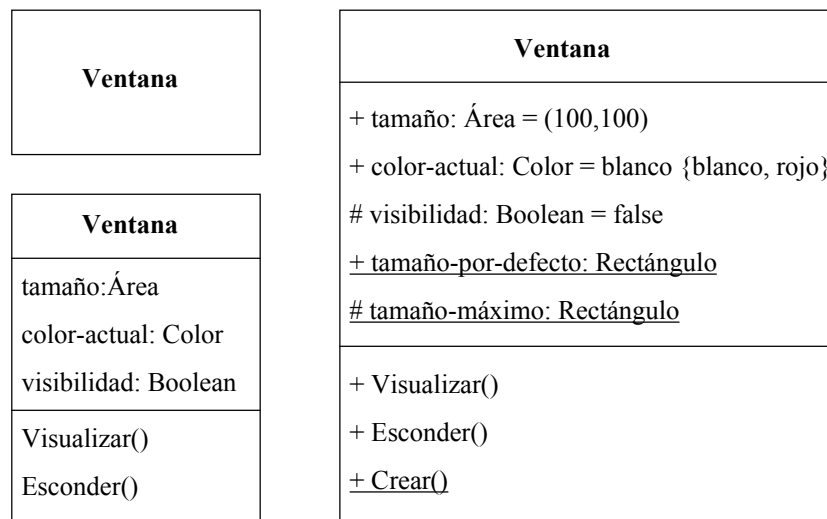 Ventana
Ventana
tamaño:Área
color-actual: Color
visibilidad: Boolean
Visualizar()
Esconder()
Ventana
+ tamaño: Área = (100,100)
+ color-actual: Color = blanco {blanco, rojo}
# visibilidad: Boolean = false
+ tamaño-por-defecto: Rectángulo
# tamaño-máximo: Rectángulo
+ Visualizar()
+ Esconder()
+ Crear()